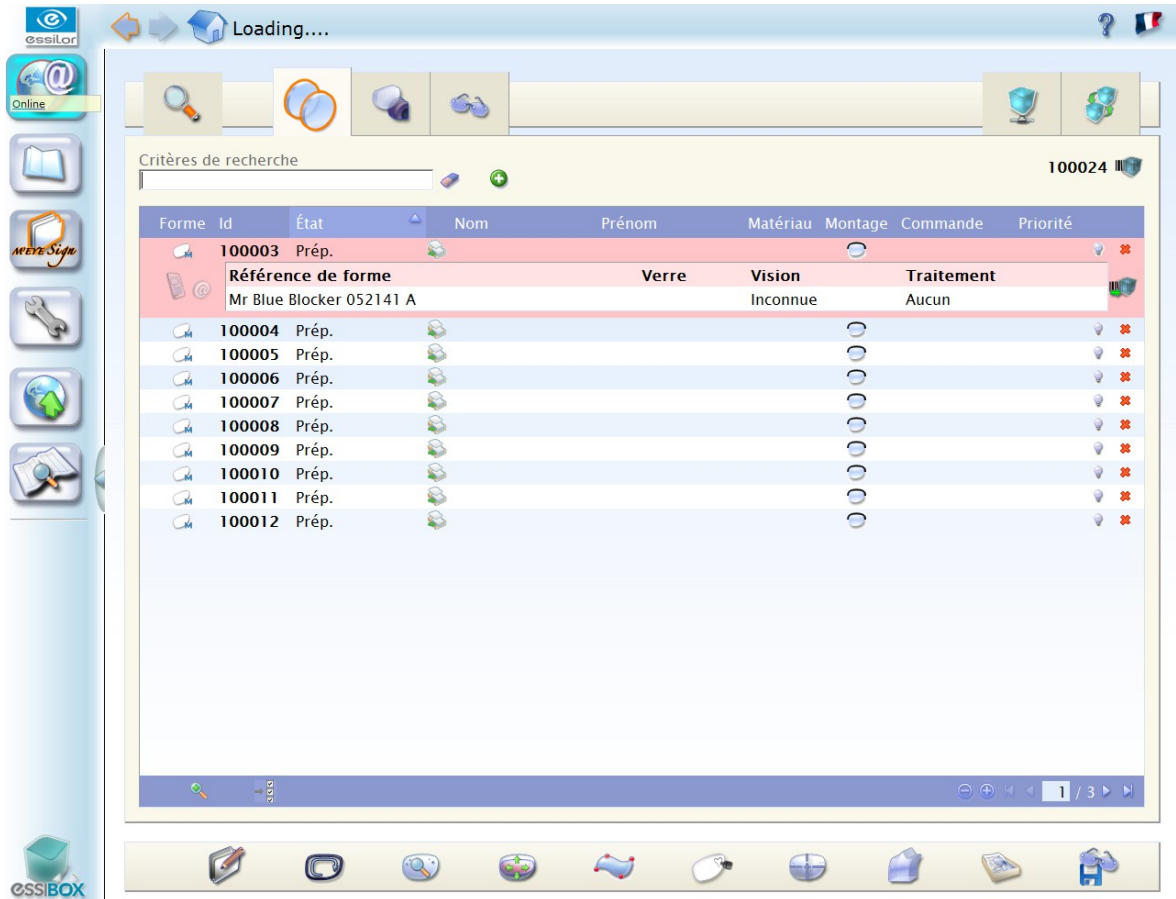 essilor
Loading....
Online
Critères de recherche
100024
M'EYE Sign
Forme Id État Nom Prénom Matériau Montage Commande Priorité
100003 Prép.
Référence de forme Verre Vision Traitement
Mr Blue Blocker 052141 A Inconnue Aucun
100004 Prép.
100005 Prép.
100006 Prép.
100007 Prép.
100008 Prép.
100009 Prép.
100010 Prép.
100011 Prép.
100012 Prép.
1 / 3
essIBOX